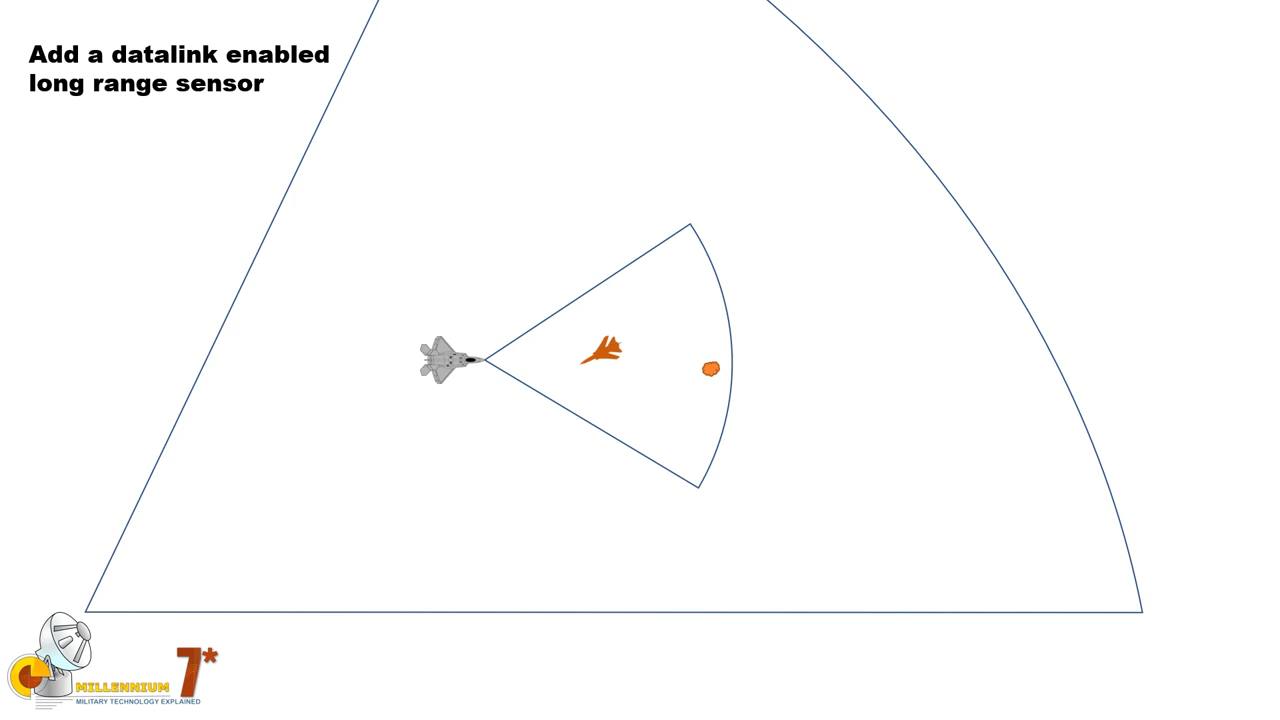 Add a datalink enabled
long range sensor
MILLENNIUM 7*
MILITARY TECHNOLOGY EXPLAINED